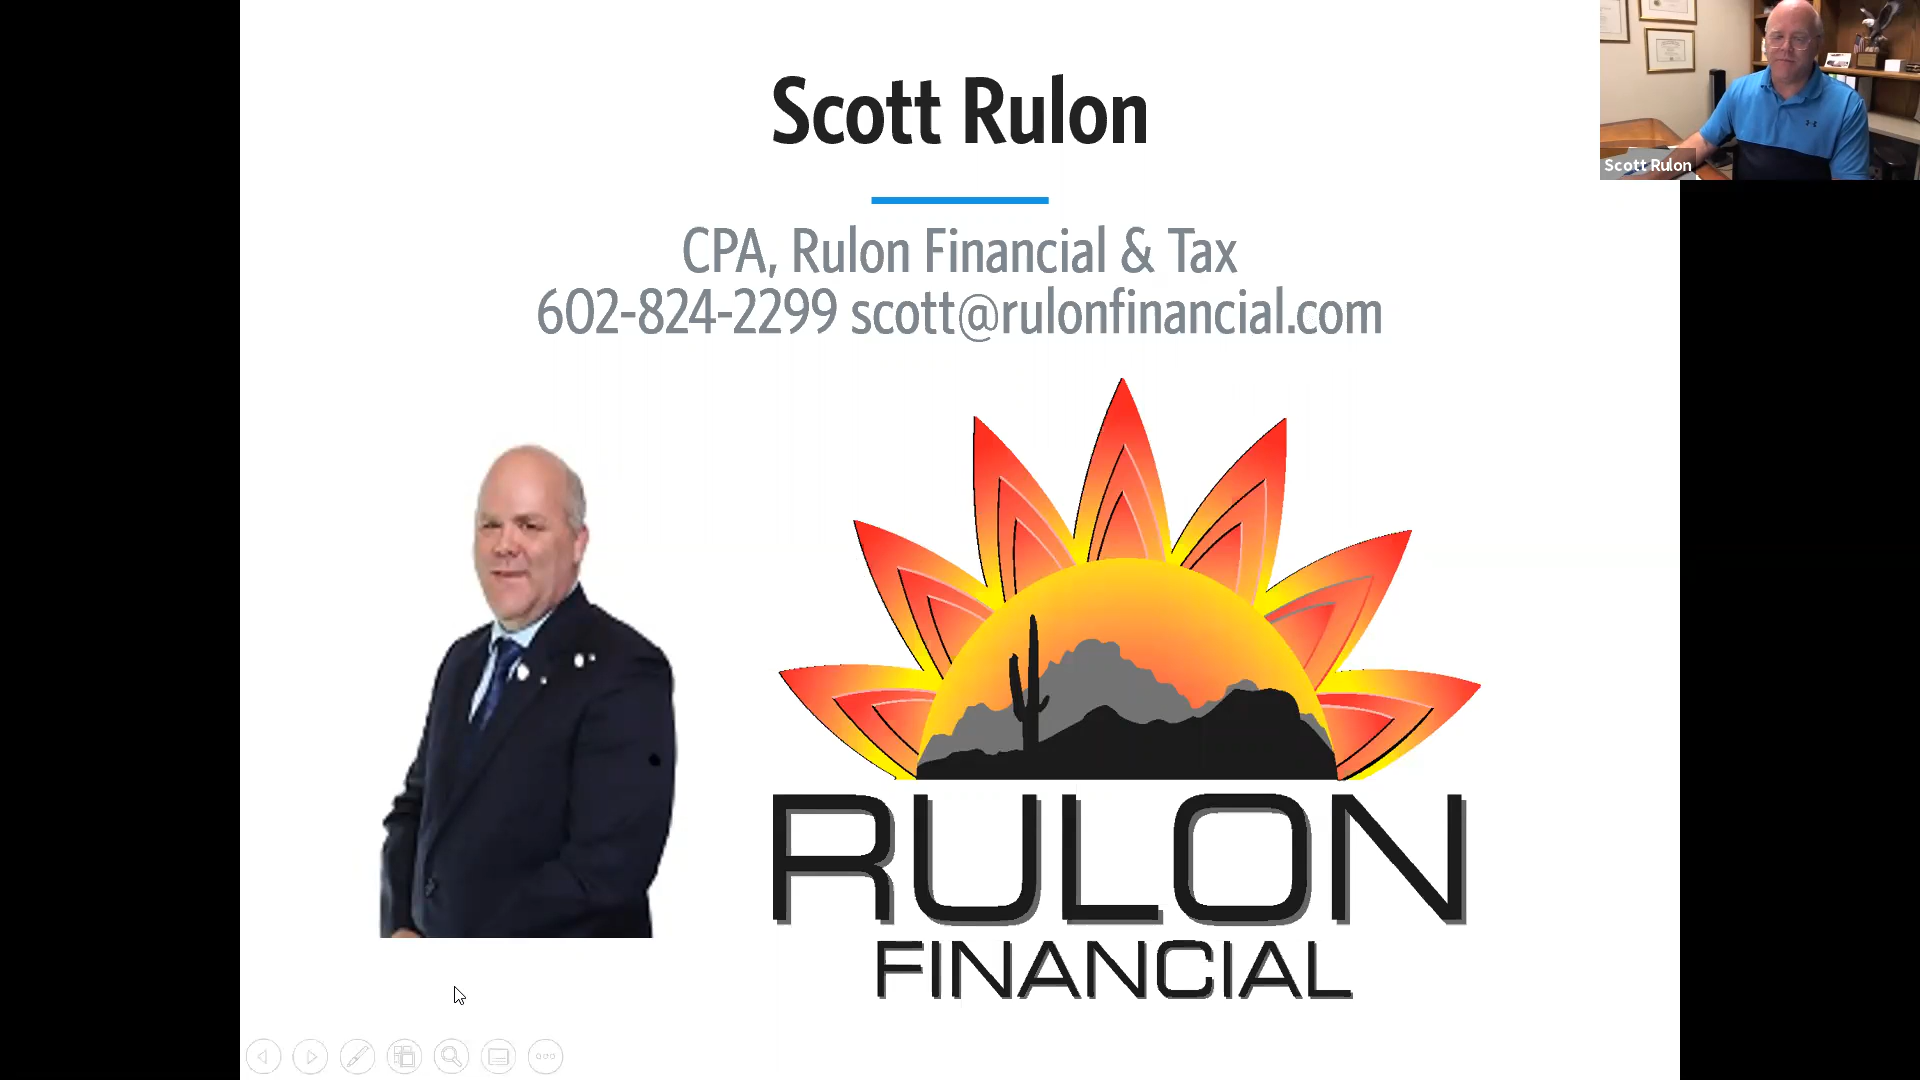 Scott Rulon
CPA, Rulon Financial & Tax
602-824-2299 scott@rulonfinancial.com
RULON
FINANCIAL
Scott Rulon